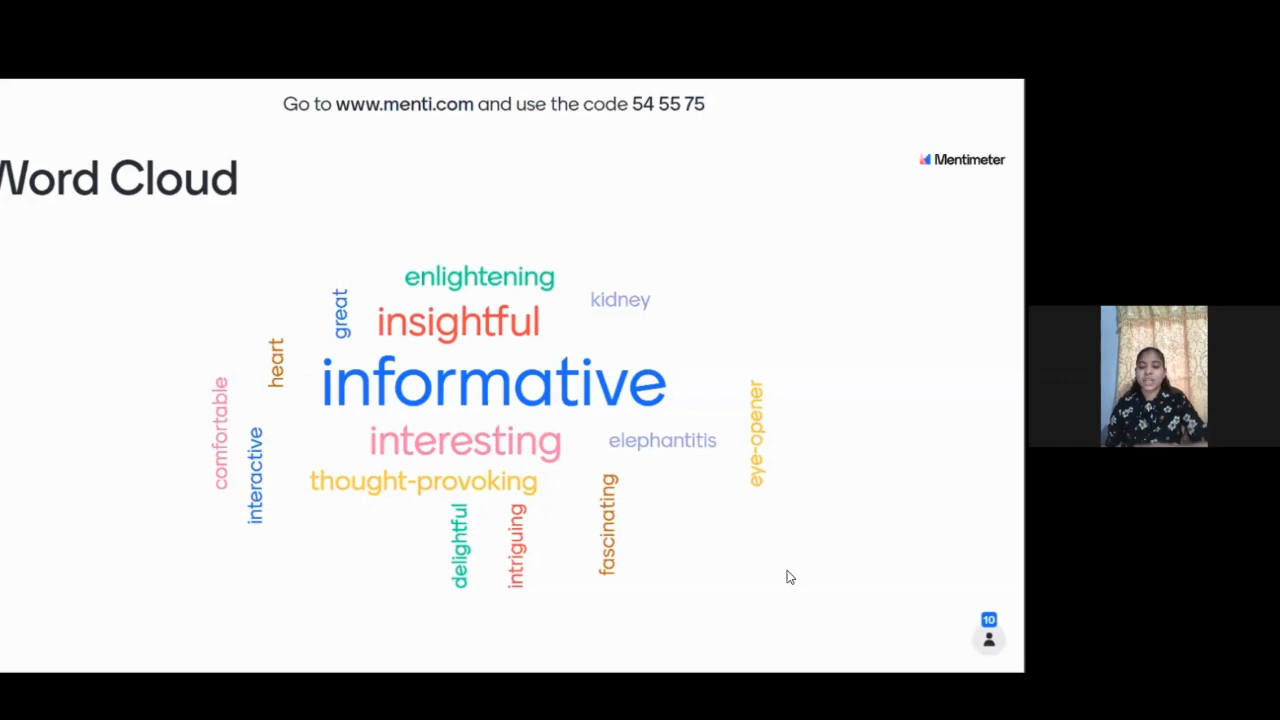 Go to www.menti.com and use the code 54 55 75
Mentimeter
Word Cloud
enlightening
great
kidney
insightful
heart
informative
comfortable
eye-opener
interactive
interesting
elephantitis
thought-provoking
fascinating
delightful
intriguing
10